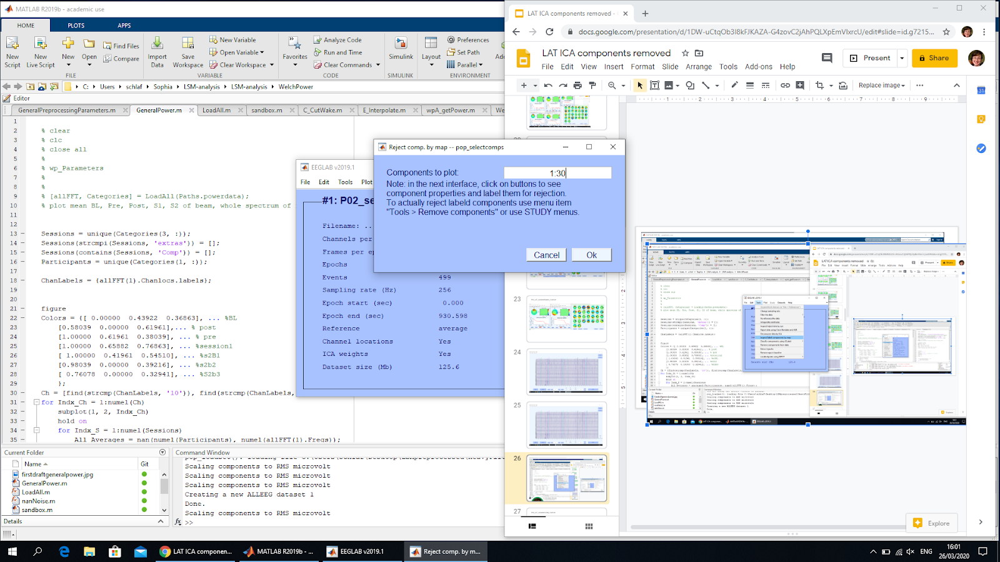 MATLAB R2019b - academic use
HOME
PLOTS
APPS
New Script
New Live Script
New
Open
Find Files
Compare
FILE
Import Data
Save Workspace
New Variable
Open Variable
Clear Workspace
VARIABLE
Favorites
Analyze Code
Run and Time
Clear Commands
CODE
Simulink
SIMULINK
Layout
Preferences
Set Path
Parallel
ENVIRONMENT
C: Users schlaf Sophia LSM-analysis LSM-analysis WelchPower
Editor
GeneralPreprocessingParameters.m
GeneralPower.m
LoadAll.m
sandbox.m
C_CutWake.m
E_Interpolate.m
wpA_getPower.m
We
1
2 % clear
3 % clc
4 % close all
5 %
6 % wp_Parameters
7 %
8 %
9 % [allFFT, Categories] = LoadAll(Paths.powerdata);
10 % plot mean BL, Pre, Post, S1, S2 of beam, whole spectrum of
11
12
13 Sessions = unique(Categories(3, :));
14 Sessions(strcmpi(Sessions, 'extras')) = [];
15 Sessions(contains(Sessions, 'Comp')) = [];
16 Participants = unique(Categories(1, :));
17
18 ChanLabels = {allFFT(1).Chanlocs.labels};
19
20
21 figure
22 Colors = {[ 0.00000 0.43922 0.36863], ... %BL
23 [0.58039 0.00000 0.61961],... % post
24 [1.00000 0.61961 0.38039], ... % pre
25 [1.00000 0.65882 0.76863], ... %session1
26 [ 1.00000 0.41961 0.54510], ... %s2B1
27 [0.98039 0.00000 0.39216], ... %s2b2
28 [ 0.76078 0.00000 0.32941], ... %S2b3
29 };
30 Ch = [find(strcmp(ChanLabels, '10')), find(strcmp(ChanLabels,
31 for Indx_Ch = 1:numel(Ch)
32 subplot(1, 2, Indx_Ch)
33 hold on
34 for Indx_S = 1:numel(Sessions)
35 All_Averages = nan(numel(Participants), numel(allFFT(1).Freqs));
Current Folder
Name
Git
firstdraftgeneralpower.jpg
GeneralPower.m
LoadAll.m
nanNoise.m
sandbox.m
Details
Command Window
Scaling components to RMS microvolt
Scaling components to RMS microvolt
Scaling components to RMS microvolt
Creating a new ALLEEG dataset 1
Done.
Scaling components to RMS microvolt
fx >>
EEGLAB v2019.1
File Edit Tools Plot
#1: P02_se
Filename: ..
Channels per
Frames per ep
Epochs
Events 499
Sampling rate (Hz) 256
Epoch start (sec) 0.000
Epoch end (sec) 930.598
Reference average
Channel locations Yes
ICA weights Yes
Dataset size (Mb) 125.6
Reject comp. by map -- pop_selectcomps
Components to plot: 1:30
Note: in the next interface, click on buttons to see
component properties and label them for rejection.
To actually reject labeld components use menu item
"Tools > Remove components" or use STUDY menus.
Cancel
Ok
LAT ICA components removed -
docs.google.com/presentation/d/1DW-uCtqOb3I8kFJKAZA-G4zovC2jAhPQLXpEmVIxrcU/edit#slide=id.g7215...
LAT ICA components removed
File Edit View Insert Format Slide Arrange Tools Add-ons Help
Present
Share
Replace image
1 2 3 4 5 6 7 8 9
23
24
25
26
27
Explore
LAT ICA componen...
MATLAB R2019b - ...
EEGLAB v2019.1
Reject comp. by m...
ENG
16:01
26/03/2020